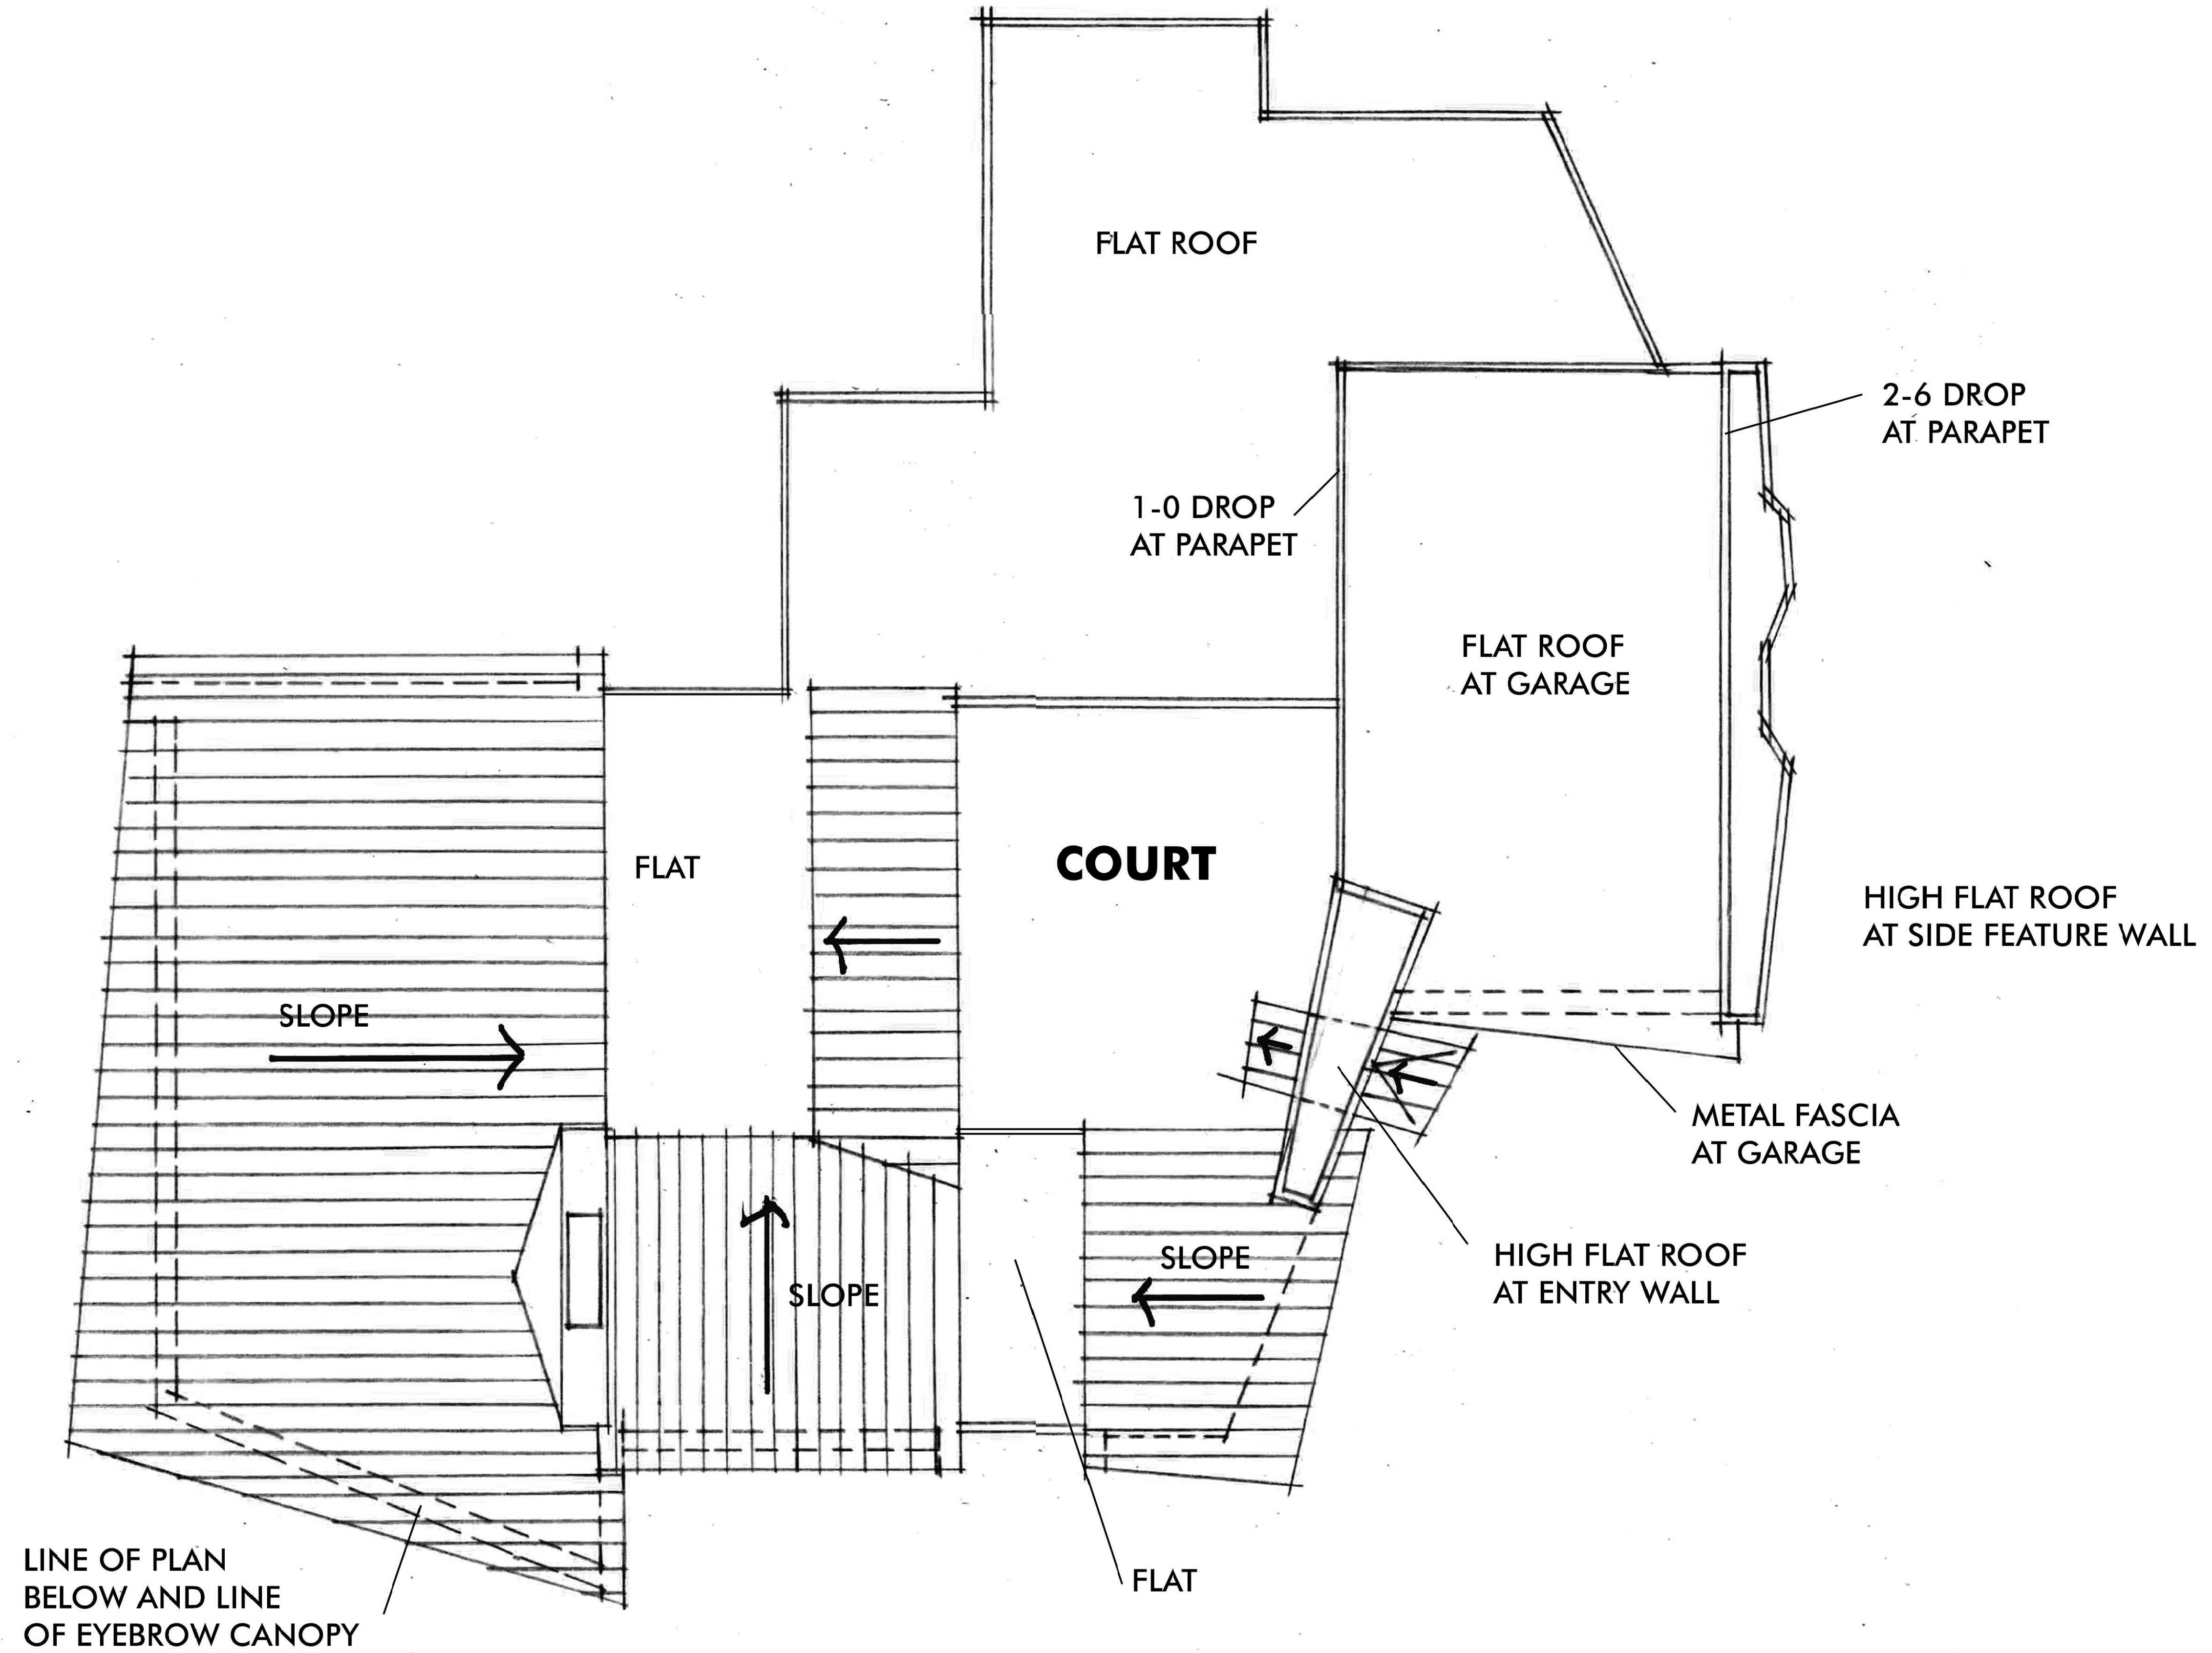 FLAT ROOF
2-6 DROP
AT PARAPET
1-0 DROP
AT PARAPET
FLAT ROOF
AT GARAGE
FLAT
COURT
HIGH FLAT ROOF
AT SIDE FEATURE WALL
SLOPE
METAL FASCIA
AT GARAGE
SLOPE
SLOPE
HIGH FLAT ROOF
AT ENTRY WALL
LINE OF PLAN
BELOW AND LINE
OF EYEBROW CANOPY
FLAT